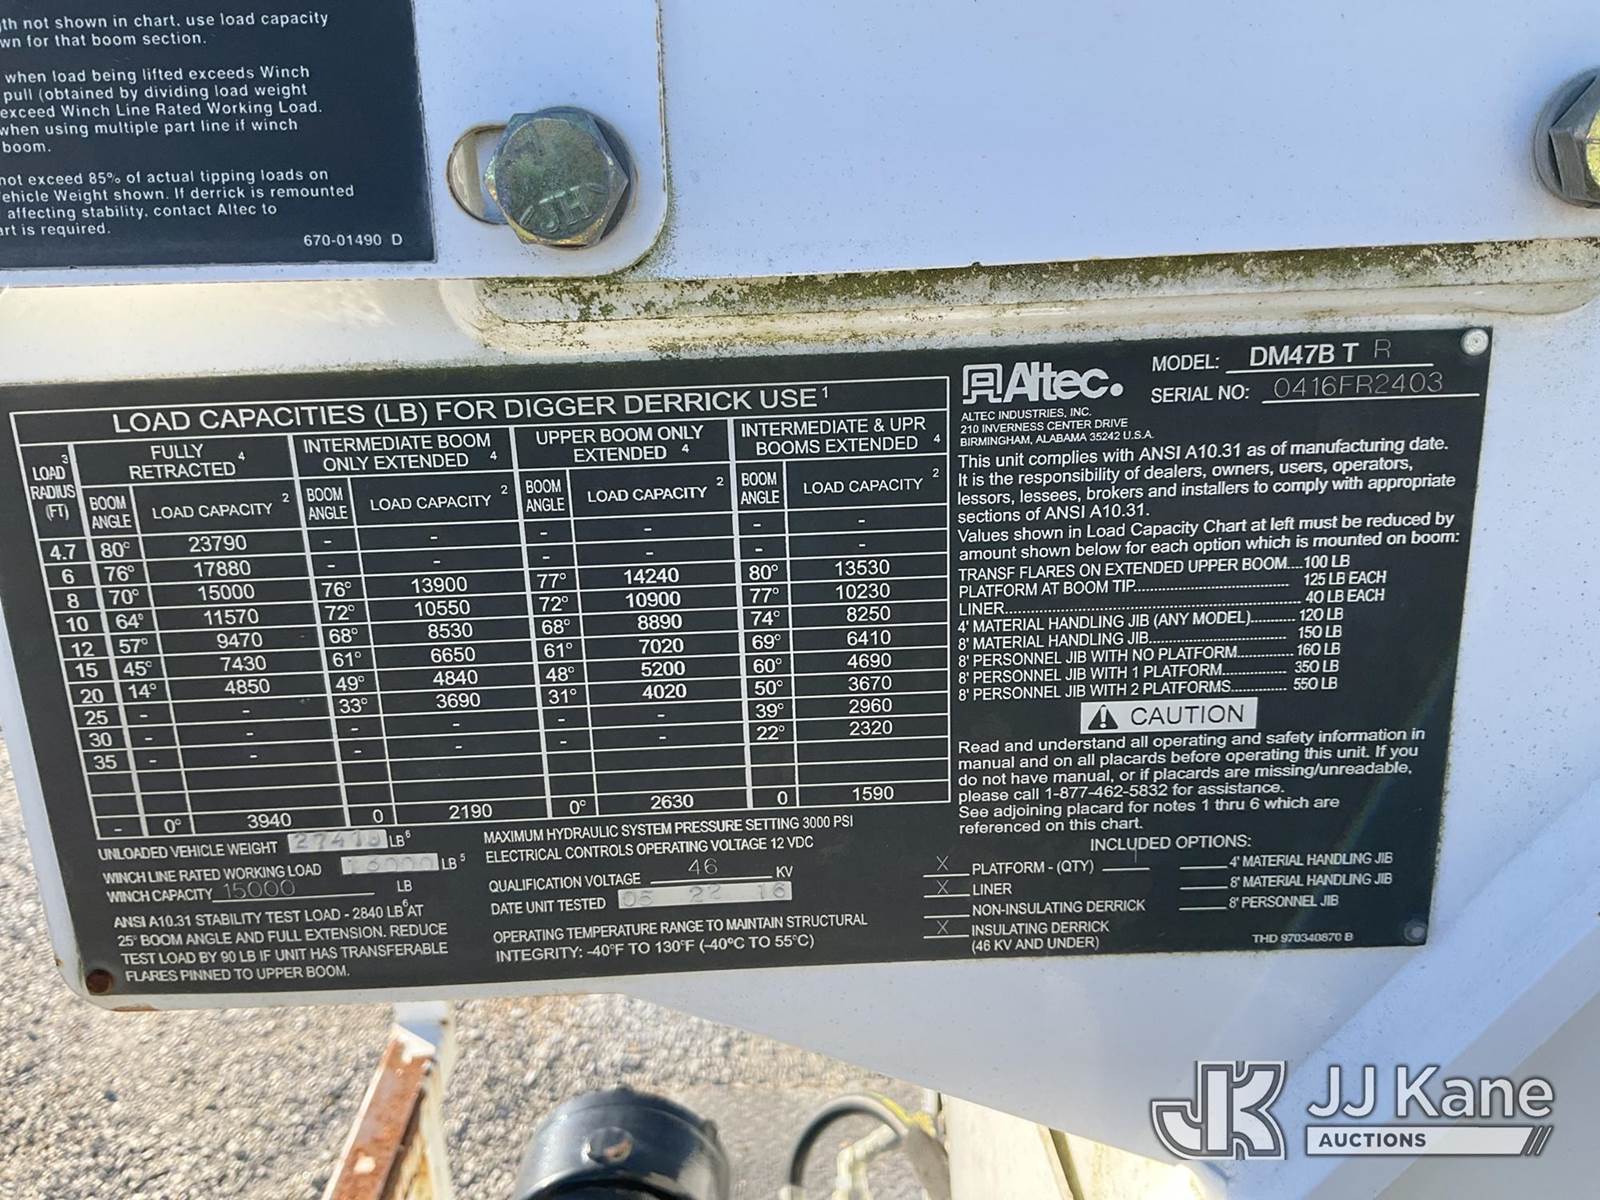 th not shown in chart, use load capacity
wn for that boom section.
when load being lifted exceeds Winch
pull (obtained by dividing load weight
exceed Winch Line Rated Working Load.
when using multiple part line if winch
boom.
not exceed 85% of actual tipping loads on
ehicle Weight shown. If derrick is remounted
affecting stability, contact Altec to
art is required.
670-01490 D
LOAD CAPACITIES (LB) FOR DIGGER DERRICK USE 1
LOAD RADIUS (FT) 3 FULLY RETRACTED 4 INTERMEDIATE BOOM ONLY EXTENDED 4 UPPER BOOM ONLY EXTENDED 4 INTERMEDIATE & UPR BOOMS EXTENDED 4
BOOM ANGLE LOAD CAPACITY 2 BOOM ANGLE LOAD CAPACITY 2 BOOM ANGLE LOAD CAPACITY 2 BOOM ANGLE LOAD CAPACITY 2
4.7 80° 23790 - - - - - -
6 76° 17880 - - - - - -
8 70° 15000 76° 13900 77° 14240 80° 13530
10 64° 11570 72° 10550 72° 10900 77° 10230
12 57° 9470 68° 8530 68° 8890 74° 8250
15 45° 7430 61° 6650 61° 7020 69° 6410
20 14° 4850 49° 4840 48° 5200 60° 4690
25 - - 33° 3690 31° 4020 50° 3670
30 - - - - - - 39° 2960
35 - - - - - - 22° 2320
- 0° 3940 0 2190 0° 2630 0 1590
UNLOADED VEHICLE WEIGHT LB 6
WINCH LINE RATED WORKING LOAD LB 5
WINCH CAPACITY 15000 LB
ANSI A10.31 STABILITY TEST LOAD - 2840 LB 6 AT
25° BOOM ANGLE AND FULL EXTENSION. REDUCE
TEST LOAD BY 90 LB IF UNIT HAS TRANSFERABLE
FLARES PINNED TO UPPER BOOM.
MAXIMUM HYDRAULIC SYSTEM PRESSURE SETTING 3000 PSI
ELECTRICAL CONTROLS OPERATING VOLTAGE 12 VDC
QUALIFICATION VOLTAGE 46 KV
DATE UNIT TESTED 05 22 16
OPERATING TEMPERATURE RANGE TO MAINTAIN STRUCTURAL
INTEGRITY: -40°F TO 130°F (-40°C TO 55°C)
Altec.
MODEL: DM47B T R
SERIAL NO: 0416FR2403
ALTEC INDUSTRIES, INC.
210 INVERNESS CENTER DRIVE
BIRMINGHAM, ALABAMA 35242 U.S.A.
This unit complies with ANSI A10.31 as of manufacturing date.
It is the responsibility of dealers, owners, users, operators,
lessors, lessees, brokers and installers to comply with appropriate
sections of ANSI A10.31.
Values shown in Load Capacity Chart at left must be reduced by
amount shown below for each option which is mounted on boom:
TRANSF FLARES ON EXTENDED UPPER BOOM....100 LB
PLATFORM AT BOOM TIP.....125 LB EACH
LINER.....40 LB EACH
4' MATERIAL HANDLING JIB (ANY MODEL).....120 LB
8' MATERIAL HANDLING JIB.....150 LB
8' PERSONNEL JIB WITH NO PLATFORM.....160 LB
8' PERSONNEL JIB WITH 1 PLATFORM.....350 LB
8' PERSONNEL JIB WITH 2 PLATFORMS.....550 LB
CAUTION
Read and understand all operating and safety information in
manual and on all placards before operating this unit. If you
do not have manual, or if placards are missing/unreadable,
please call 1-877-462-5832 for assistance.
See adjoining placard for notes 1 thru 6 which are
referenced on this chart.
INCLUDED OPTIONS:
X PLATFORM - (QTY) 1
X LINER
NON-INSULATING DERRICK
X INSULATING DERRICK
(46 KV AND UNDER)
4' MATERIAL HANDLING JIB
8' MATERIAL HANDLING JIB
8' PERSONNEL JIB
THD 970340870 B
JJ Kane
AUCTIONS